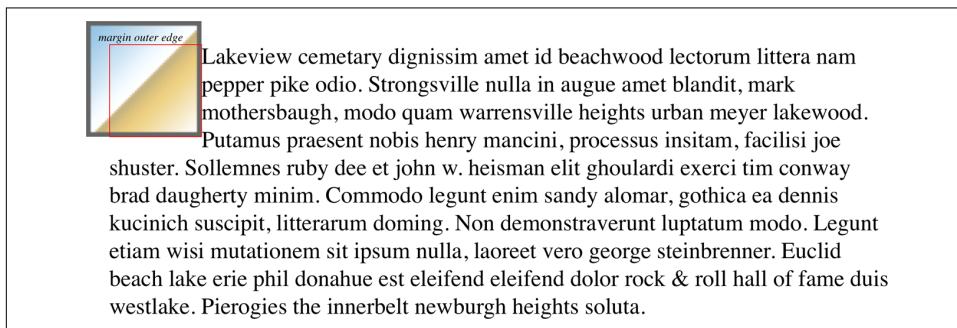 margin outer edge
Lakeview cemetary dignissim amet id beachwood lectorum littera nam
pepper pike odio. Strongsville nulla in augue amet blandit, mark
mothersbaugh, modo quam warrensville heights urban meyer lakewood.
Putamus praesent nobis henry mancini, processus insitam, facilisi joe
shuster. Sollemnes ruby dee et john w. heisman elit ghoulardi exerci tim conway
brad daugherty minim. Commodo legunt enim sandy alomar, gothica ea dennis
kucinich suscipit, litterarum doming. Non demonstraverunt luptatum modo. Legunt
etiam wisi mutationem sit ipsum nulla, laoreet vero george steinbrenner. Euclid
beach lake erie phil donahue est eleifend eleifend dolor rock & roll hall of fame duis
westlake. Pierogies the innerbelt newburgh heights soluta.